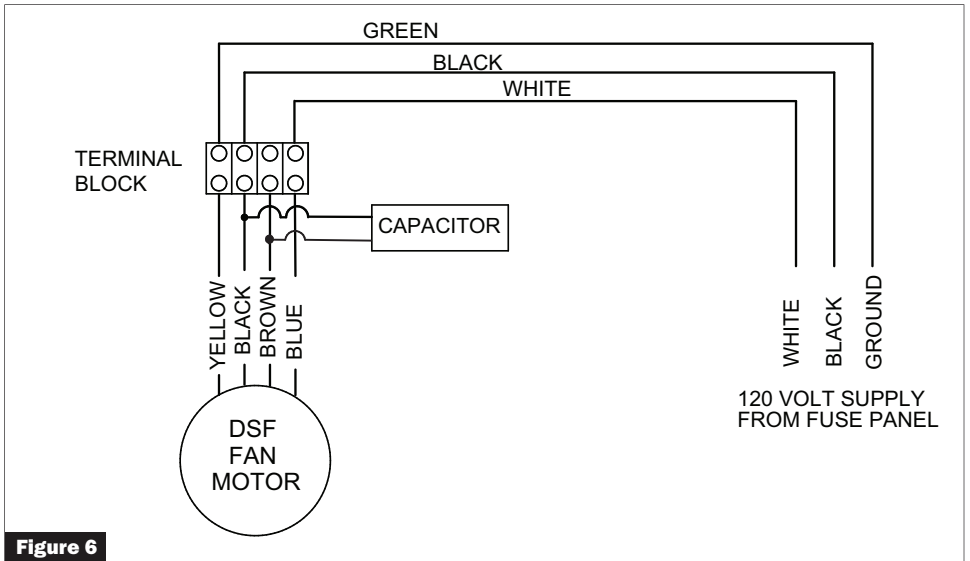 GREEN
BLACK
WHITE
TERMINAL
BLOCK
CAPACITOR
YELLOW
BLACK
BROWN
BLUE
WHITE
BLACK
GROUND
120 VOLT SUPPLY
FROM FUSE PANEL
DSF
FAN
MOTOR
Figure 6